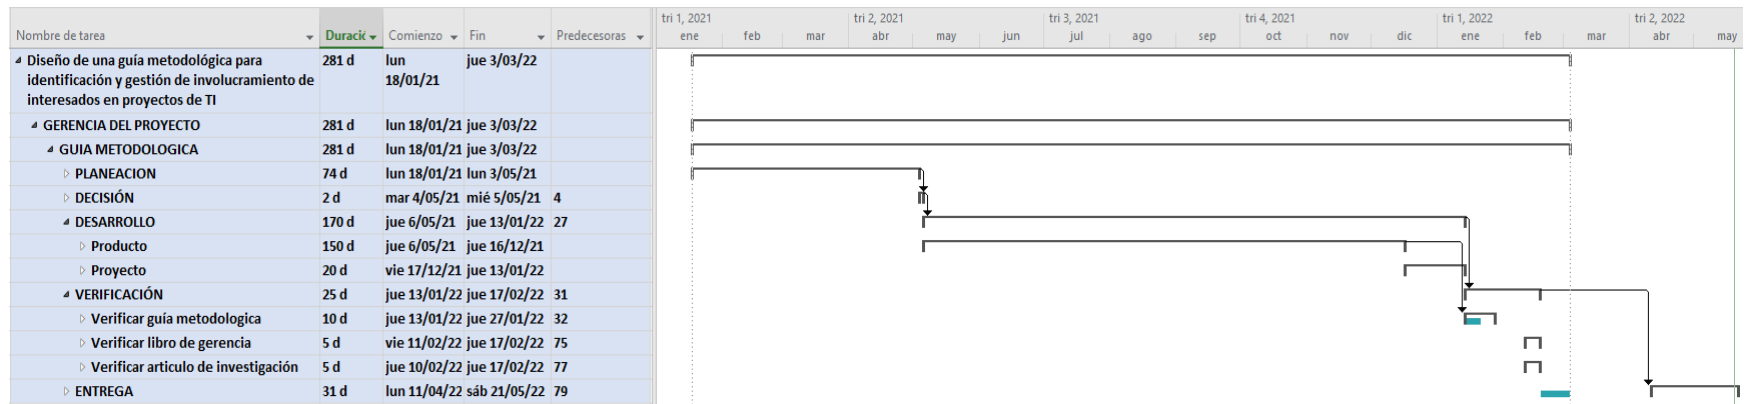 tri 1, 2021 tri 2, 2021 tri 3, 2021 tri 4, 2021 tri 1, 2022 tri 2, 2022
Nombre de tarea Duració Comienzo Fin Predecesoras ene feb mar abr may jun jul ago sep oct nov dic ene feb mar abr may
Diseño de una guía metodológica para 281 d lun jue 3/03/22
identificación y gestión de involucramiento de 18/01/21
interesados en proyectos de TI
GERENCIA DEL PROYECTO 281 d lun 18/01/21 jue 3/03/22
GUIA METODOLOGICA 281 d lun 18/01/21 jue 3/03/22
PLANEACION 74 d lun 18/01/21 lun 3/05/21
DECISIÓN 2 d mar 4/05/21 mié 5/05/21 4
DESARROLLO 170 d jue 6/05/21 jue 13/01/22 27
Producto 150 d jue 6/05/21 jue 16/12/21
Proyecto 20 d vie 17/12/21 jue 13/01/22
VERIFICACIÓN 25 d jue 13/01/22 jue 17/02/22 31
Verificar guía metodologica 10 d jue 13/01/22 jue 27/01/22 32
Verificar libro de gerencia 5 d vie 11/02/22 jue 17/02/22 75
Verificar articulo de investigación 5 d jue 10/02/22 jue 17/02/22 77
ENTREGA 31 d lun 11/04/22 sáb 21/05/22 79